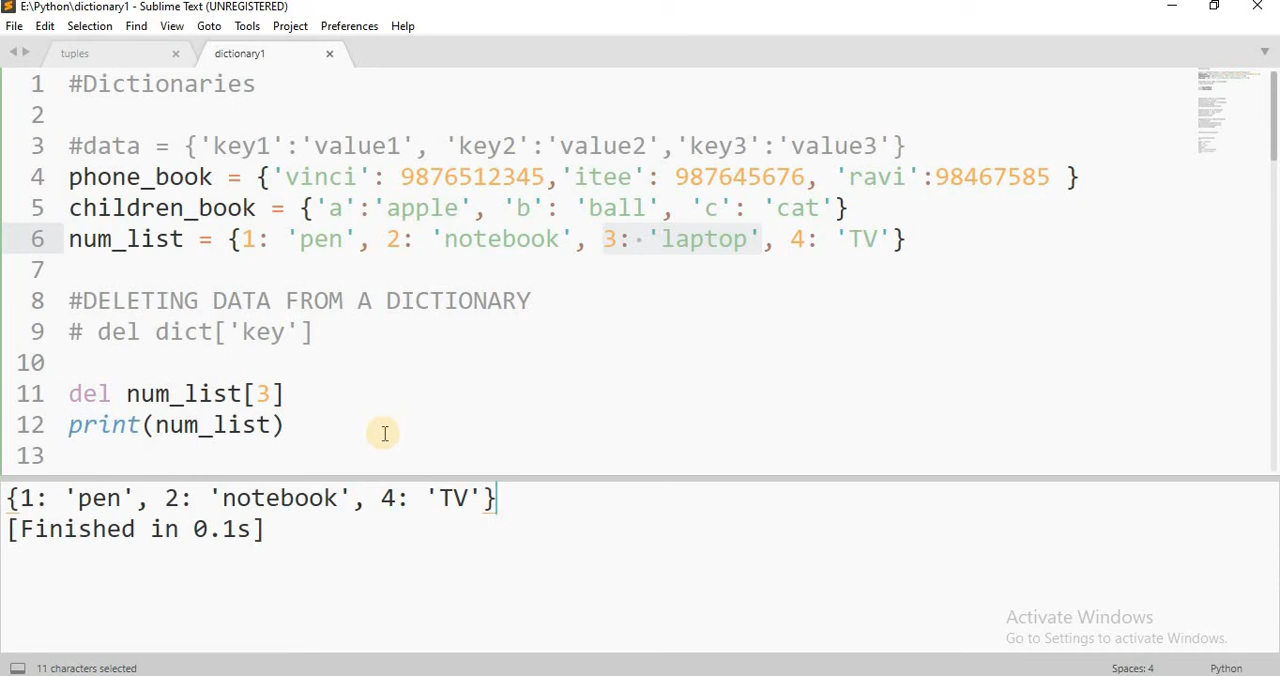 E:\Python\dictionary1 - Sublime Text (UNREGISTERED)
File Edit Selection Find View Goto Tools Project Preferences Help
tuples dictionary1
1 #Dictionaries
2
3 #data = {'key1':'value1', 'key2':'value2','key3':'value3'}
4 phone_book = {'vinci': 9876512345,'itee': 987645676, 'ravi':98467585 }
5 children_book = {'a':'apple', 'b': 'ball', 'c': 'cat'}
6 num_list = {1: 'pen', 2: 'notebook', 3: 'laptop', 4: 'TV'}
7
8 #DELETING DATA FROM A DICTIONARY
9 # del dict['key']
10
11 del num_list[3]
12 print(num_list)
13
{1: 'pen', 2: 'notebook', 4: 'TV'}
[Finished in 0.1s]
Activate Windows
Go to Settings to activate Windows.
11 characters selected Spaces: 4 Python